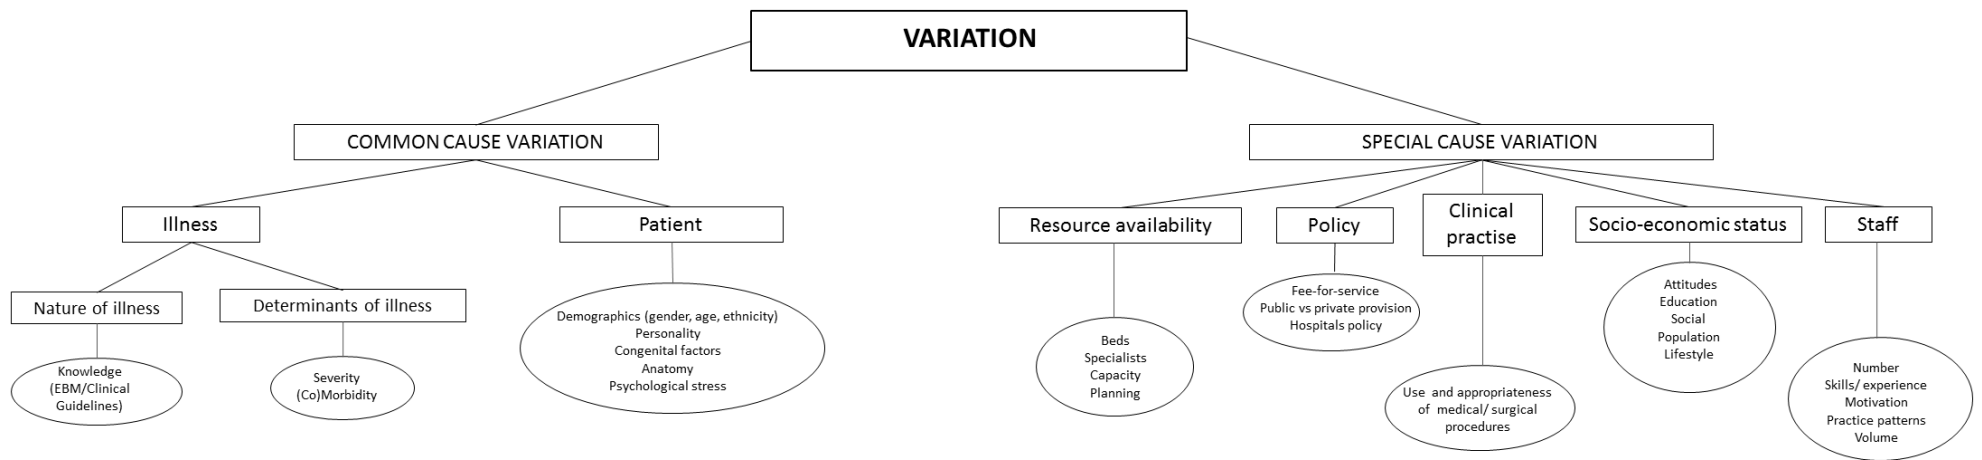 VARIATION
COMMON CAUSE VARIATION
SPECIAL CAUSE VARIATION
Illness
Patient
Resource availability
Policy
Clinical
practise
Socio-economic status
Staff
Nature of illness
Determinants of illness
Knowledge
(EBM/Clinical
Guidelines)
Severity
(Co)Morbidity
Demographics (gender, age, ethnicity)
Personality
Congenital factors
Anatomy
Psychological stress
Beds
Specialists
Capacity
Planning
Fee-for-service
Public vs private provision
Hospitals policy
Use and appropriateness
of medical/ surgical
procedures
Attitudes
Education
Social
Population
Lifestyle
Number
Skills/ experience
Motivation
Practice patterns
Volume